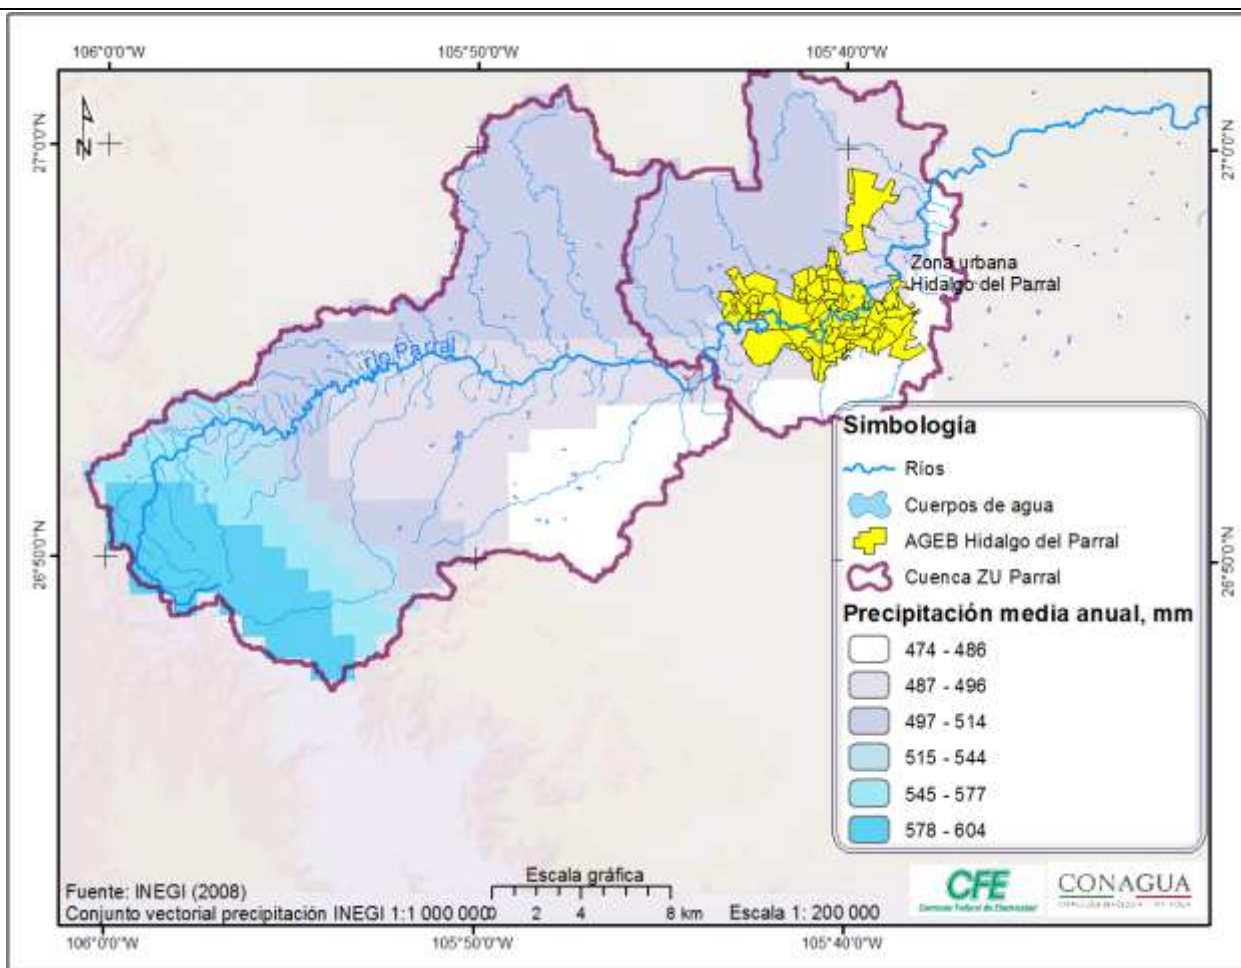 106°0'0"W 105°50'0"W 105°40'0"W
27°0'0"N
27°0'0"N
N
Zona urbana
Hidalgo del Parral
río Parral
Simbología
Ríos
Cuerpos de agua
AGEB Hidalgo del Parral
Cuenca ZU Parral
26°50'0"N
26°50'0"N
Precipitación media anual, mm
474 - 486
487 - 496
497 - 514
515 - 544
545 - 577
578 - 604
Escala gráfica
Fuente: INEGI (2008)
Conjunto vectorial precipitación INEGI 1:1 000 000
0 2 4 8 km
Escala 1: 200 000
CFE
Comisión Federal de Electricidad
CONAGUA
106°0'0"W 105°50'0"W 105°40'0"W